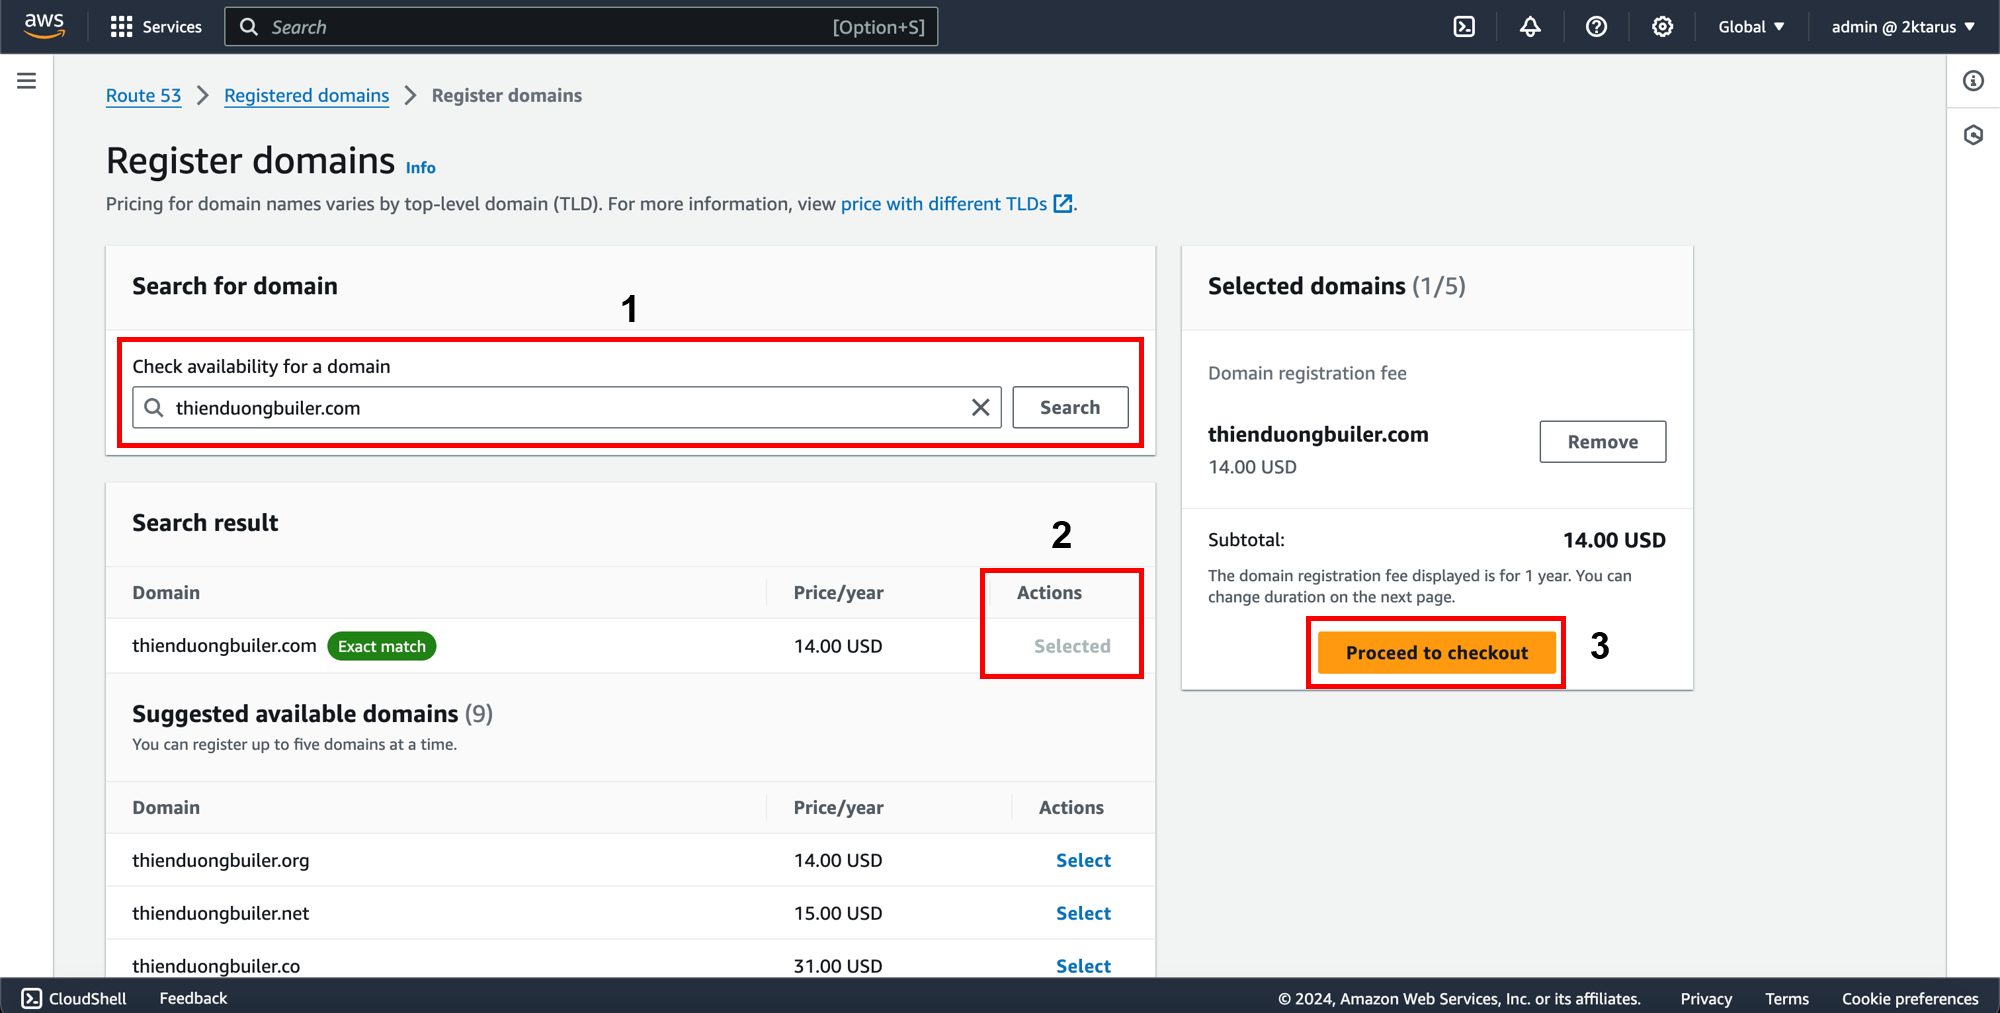 aws
Services
Search
[Option+S]
Global
admin @ 2ktarus
Route 53
Registered domains
Register domains
Register domains Info
Pricing for domain names varies by top-level domain (TLD). For more information, view price with different TLDs.
Search for domain
1
Check availability for a domain
thienduongbuiler.com
Search
Search result
2
Domain
Price/year
Actions
thienduongbuiler.com
Exact match
14.00 USD
Selected
Suggested available domains (9)
You can register up to five domains at a time.
Domain
Price/year
Actions
thienduongbuiler.org
14.00 USD
Select
thienduongbuiler.net
15.00 USD
Select
thienduongbuiler.co
31.00 USD
Select
Selected domains (1/5)
Domain registration fee
thienduongbuiler.com
Remove
14.00 USD
Subtotal:
14.00 USD
The domain registration fee displayed is for 1 year. You can
change duration on the next page.
Proceed to checkout
3
CloudShell
Feedback
© 2024, Amazon Web Services, Inc. or its affiliates.
Privacy
Terms
Cookie preferences